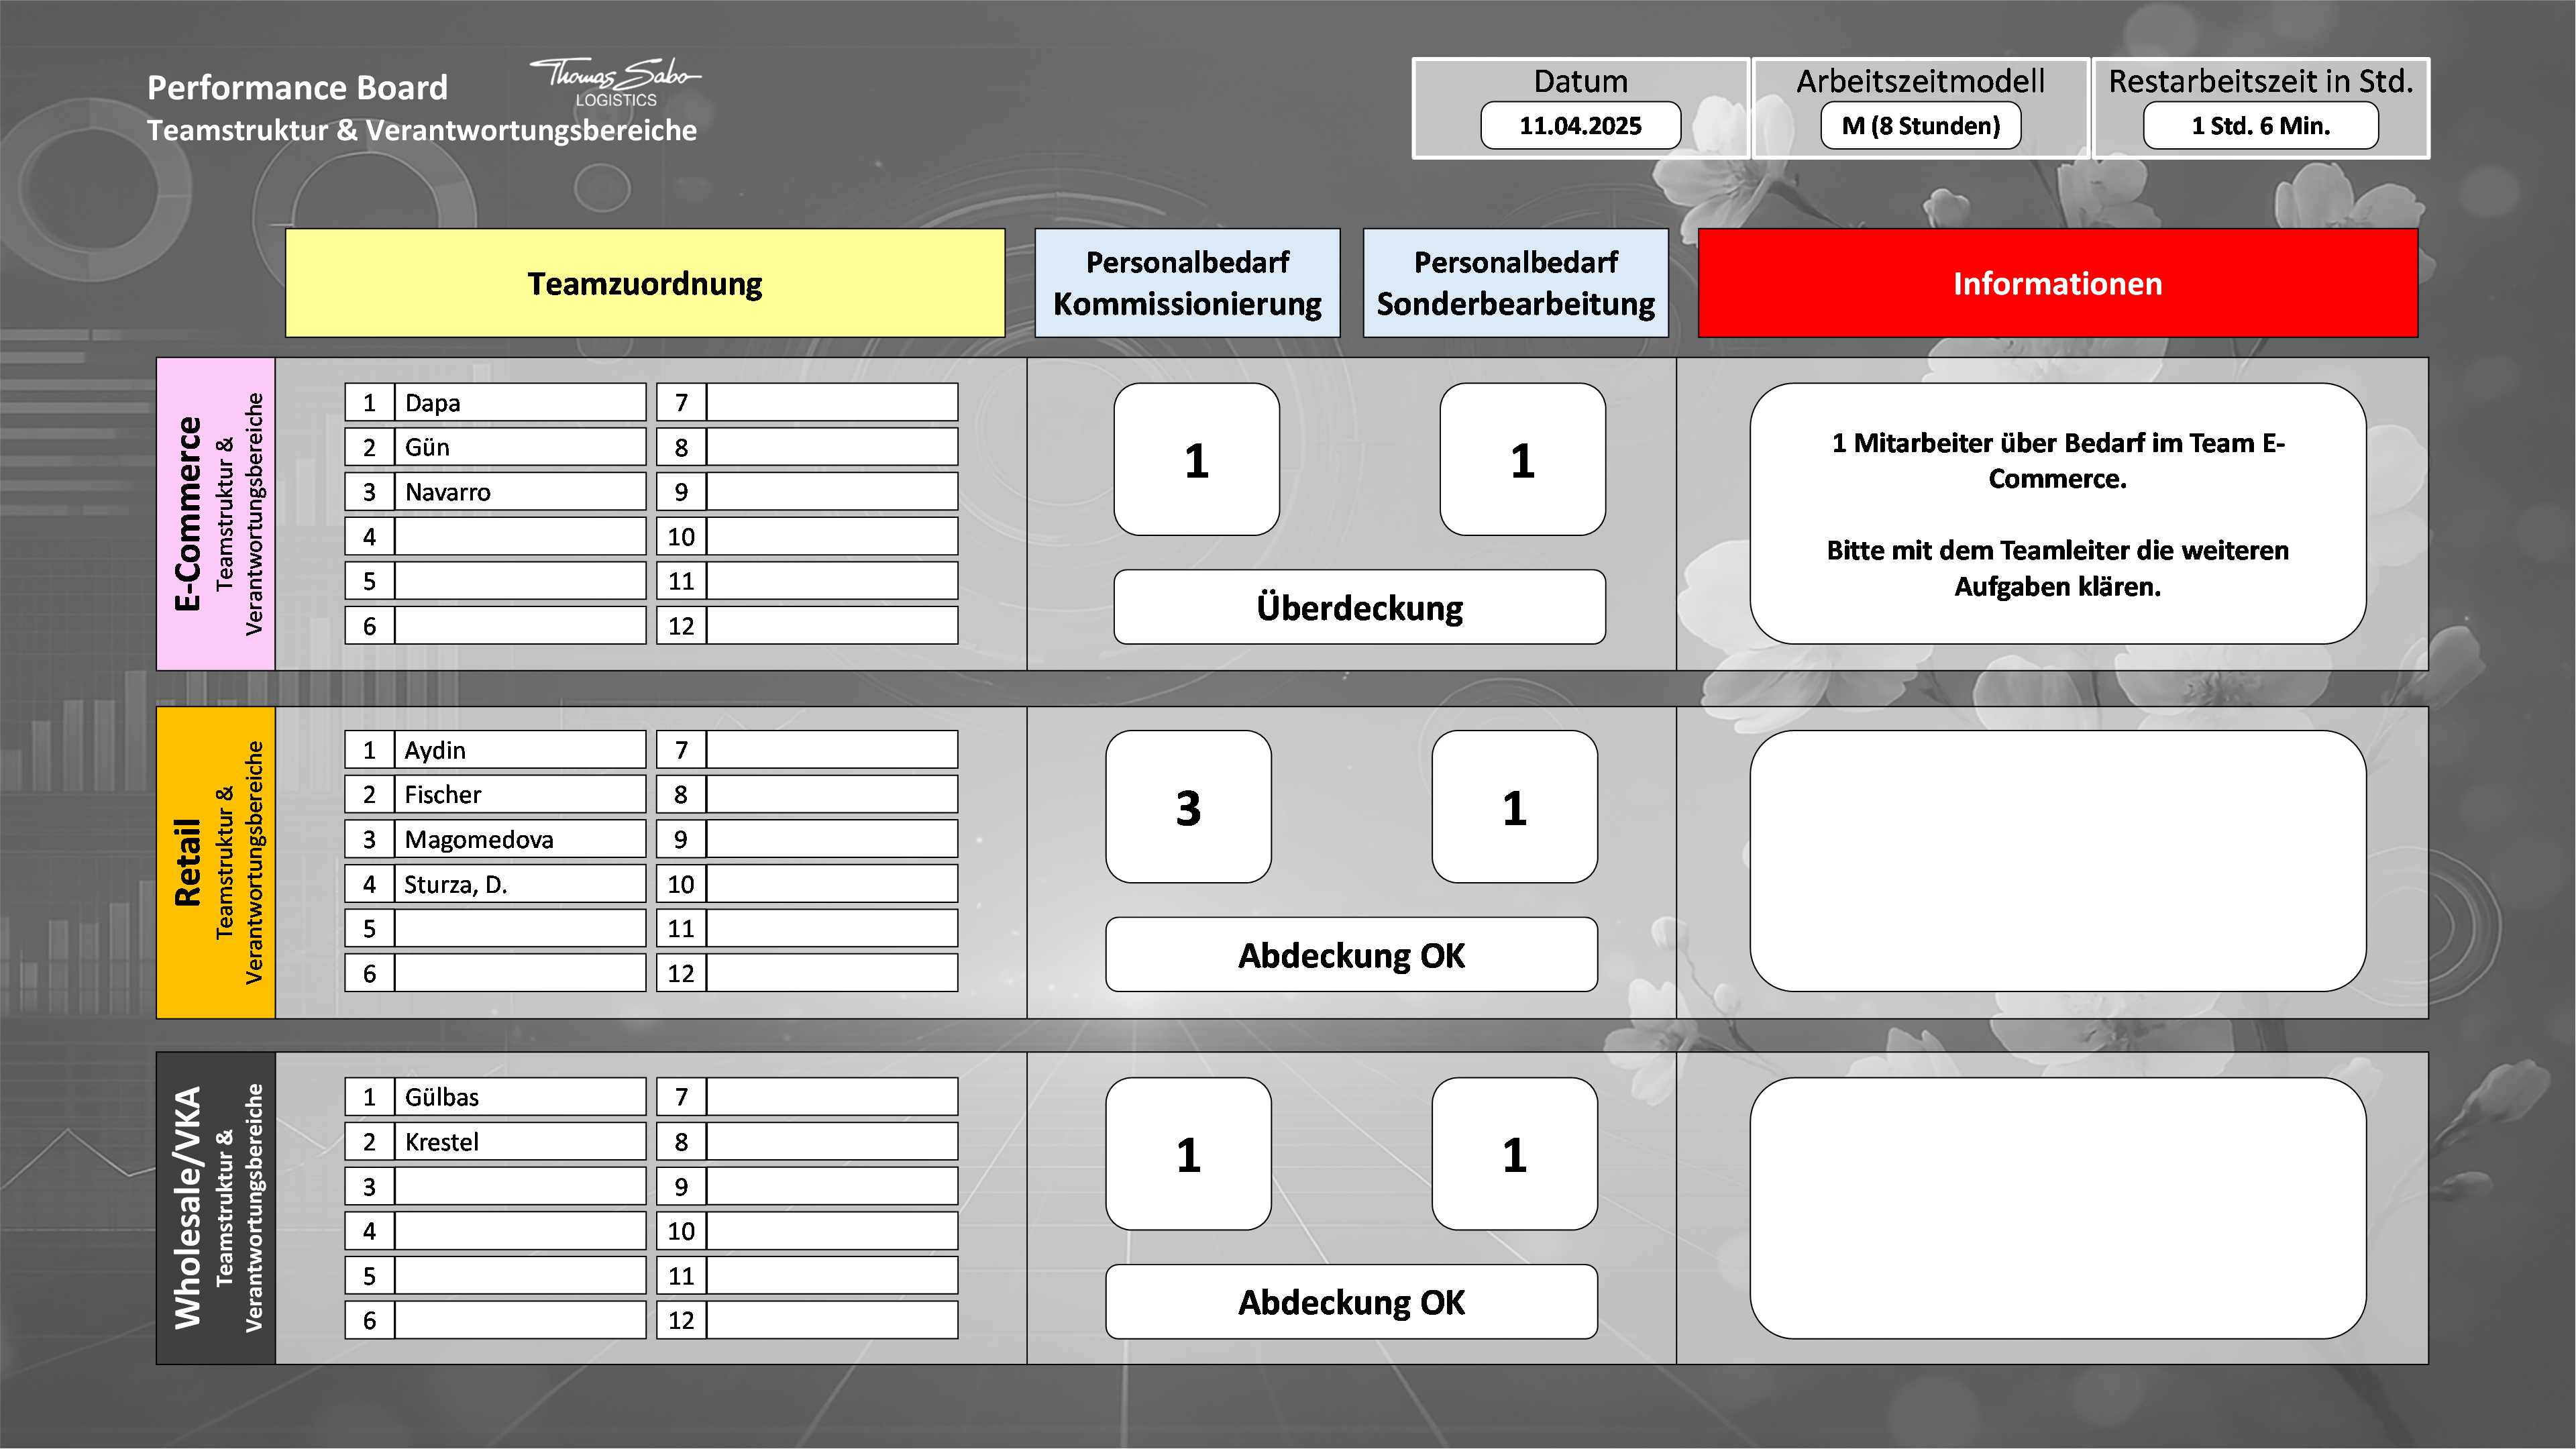 Performance Board
Thomas Sabo
LOGISTICS
Teamstruktur & Verantwortungsbereiche
Datum
11.04.2025
Arbeitszeitmodell
M (8 Stunden)
Restarbeitszeit in Std.
1 Std. 6 Min.
Teamzuordnung
Personalbedarf
Kommissionierung
Personalbedarf
Sonderbearbeitung
Informationen
E-Commerce
Teamstruktur &
Verantwortungsbereiche
1 Dapa
2 Gün
3 Navarro
4
5
6
7
8
9
10
11
12
1
1
Überdeckung
1 Mitarbeiter über Bedarf im Team E-
Commerce.
Bitte mit dem Teamleiter die weiteren
Aufgaben klären.
Retail
Teamstruktur &
Verantwortungsbereiche
1 Aydin
2 Fischer
3 Magomedova
4 Sturza, D.
5
6
7
8
9
10
11
12
3
1
Abdeckung OK
Wholesale/VKA
Teamstruktur &
Verantwortungsbereiche
1 Gülbas
2 Krestel
3
4
5
6
7
8
9
10
11
12
1
1
Abdeckung OK